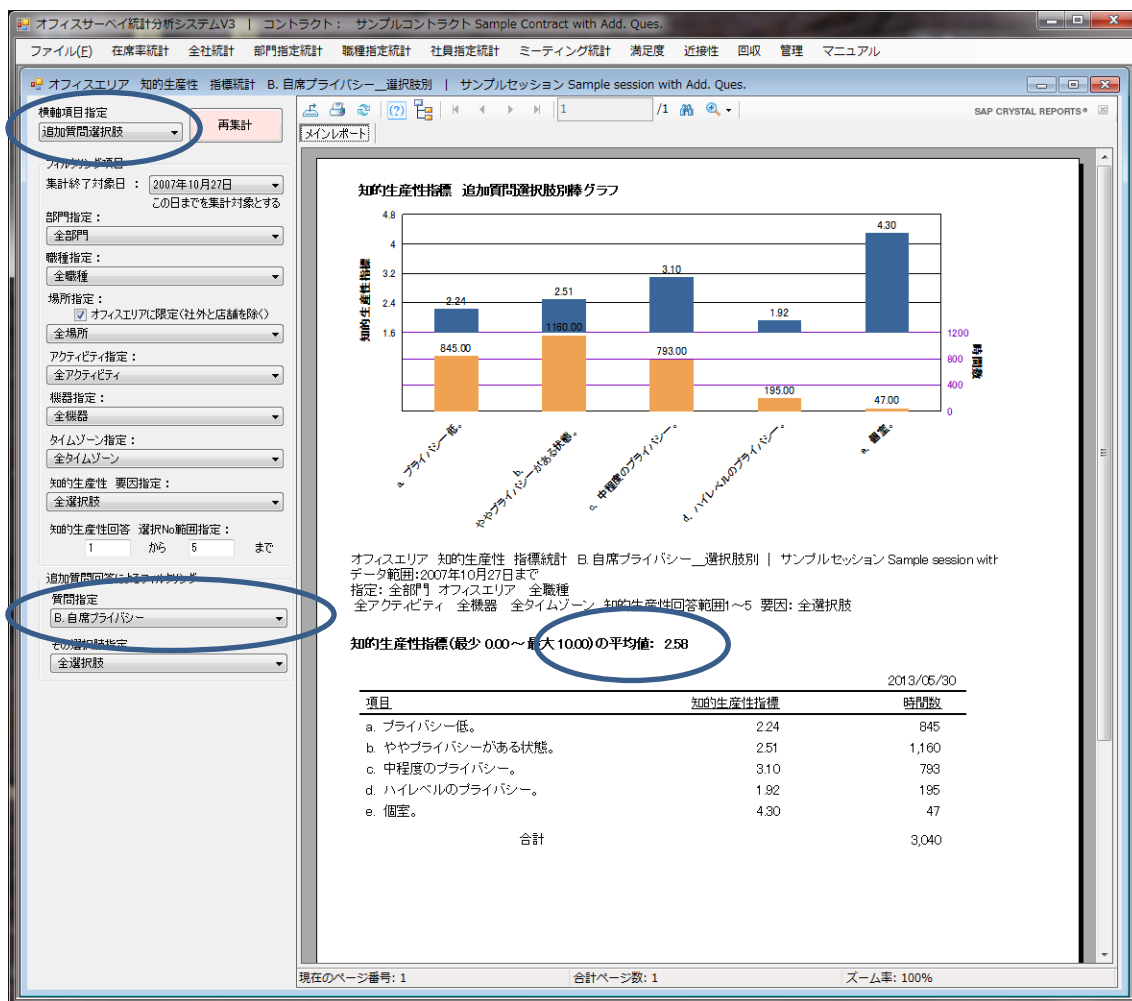 オフィスサーベイ統計分析システムV3 | コントラクト： サンプルコントラクト Sample Contract with Add. Ques.
ファイル(F) 在席率統計 全社統計 部門指定統計 職種指定統計 社員指定統計 ミーティング統計 満足度 近接性 回収 管理 マニュアル
オフィスエリア 知的生産性 指標統計 B. 自席プライバシー__選択肢別 | サンプルセッション Sample session with Add. Ques.
横軸項目指定
追加質問選択肢
再集計
フィルタリング項目
集計終了対象日 ： 2007年10月27日
この日までを集計対象とする
部門指定：
全部門
職種指定：
全職種
場所指定：
オフィスエリアに限定(社外と店舗を除く)
全場所
アクティビティ指定：
全アクティビティ
機器指定：
全機器
タイムゾーン指定：
全タイムゾーン
知的生産性 要因指定：
全選択肢
知的生産性回答 選択No範囲指定：
1 から 5 まで
追加質問回答によるフィルタリング
質問指定
B. 自席プライバシー
その選択肢指定
全選択肢
1 /1
SAP CRYSTAL REPORTS®
メインレポート
知的生産性指標 追加質問選択肢別棒グラフ
知的生産性指標
4.8
4
3.2
2.4
1.6
2.24
2.51
3.10
1.92
4.30
845.00
1160.00
793.00
195.00
47.00
1200
800
400
0
時間数
a. プライバシー低。
b.
ややプライバシーがある状態。
c. 中程度のプライバシー。
d. ハイレベルのプライバシー。
e. 個室。
オフィスエリア 知的生産性 指標統計 B. 自席プライバシー__選択肢別 | サンプルセッション Sample session with
データ範囲:2007年10月27日まで
指定: 全部門 オフィスエリア 全職種
全アクティビティ 全機器 全タイムゾーン 知的生産性回答範囲1～5 要因: 全選択肢
知的生産性指標(最少 0.00～最大 10.00)の平均値: 2.58
2013/05/30
項目 知的生産性指標 時間数
a. プライバシー低。 2.24 845
b. ややプライバシーがある状態。 2.51 1,160
c. 中程度のプライバシー。 3.10 793
d. ハイレベルのプライバシー。 1.92 195
e. 個室。 4.30 47
合計 3,040
現在のページ番号: 1 合計ページ数: 1 ズーム率: 100%